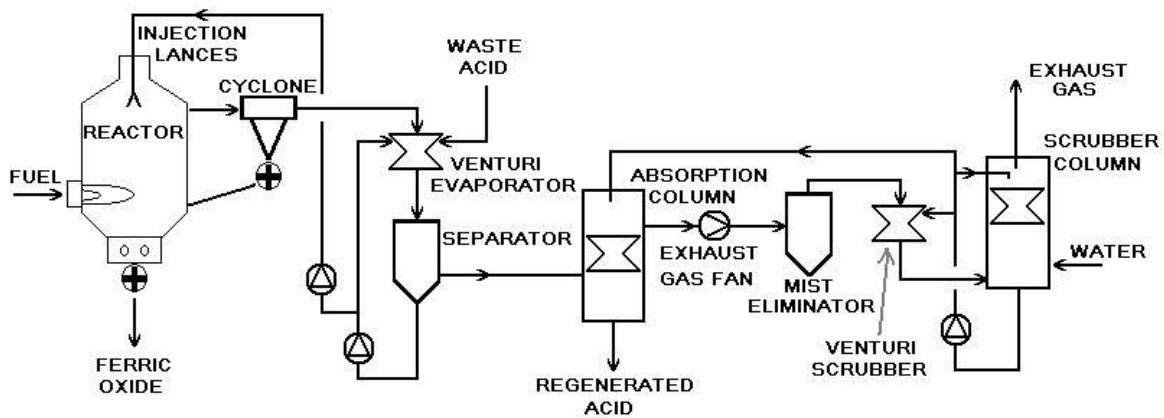 INJECTION
LANCES
CYCLONE
REACTOR
FUEL
FERRIC
OXIDE
WASTE
ACID
VENTURI
EVAPORATOR
SEPARATOR
ABSORPTION
COLUMN
EXHAUST
GAS FAN
REGENERATED
ACID
MIST
ELIMINATOR
VENTURI
SCRUBBER
EXHAUST
GAS
SCRUBBER
COLUMN
WATER